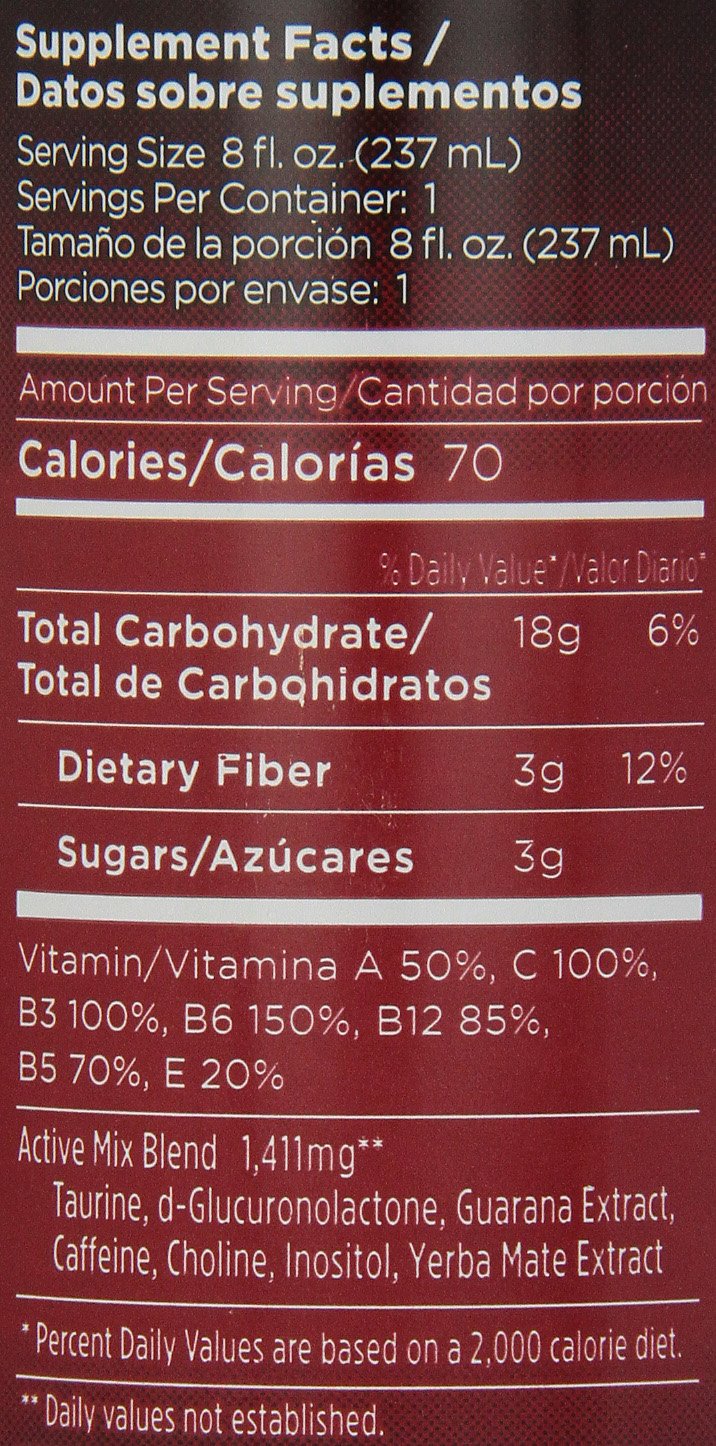 Supplement Facts /
Datos sobre suplementos
Serving Size 8 fl. oz. (237 mL)
Servings Per Container: 1
Tamaño de la porción 8 fl. oz. (237 mL)
Porciones por envase: 1
Amount Per Serving/Cantidad por porción
Calories/Calorías 70
% Daily Value*/Valor Diario*
Total Carbohydrate/ 18g 6%
Total de Carbohidratos
Dietary Fiber 3g 12%
Sugars/Azúcares 3g
Vitamin/Vitamina A 50%, C 100%,
B3 100%, B6 150%, B12 85%,
B5 70%, E 20%
Active Mix Blend 1,411mg**
Taurine, d-Glucuronolactone, Guarana Extract,
Caffeine, Choline, Inositol, Yerba Mate Extract
* Percent Daily Values are based on a 2,000 calorie diet.
** Daily values not established.